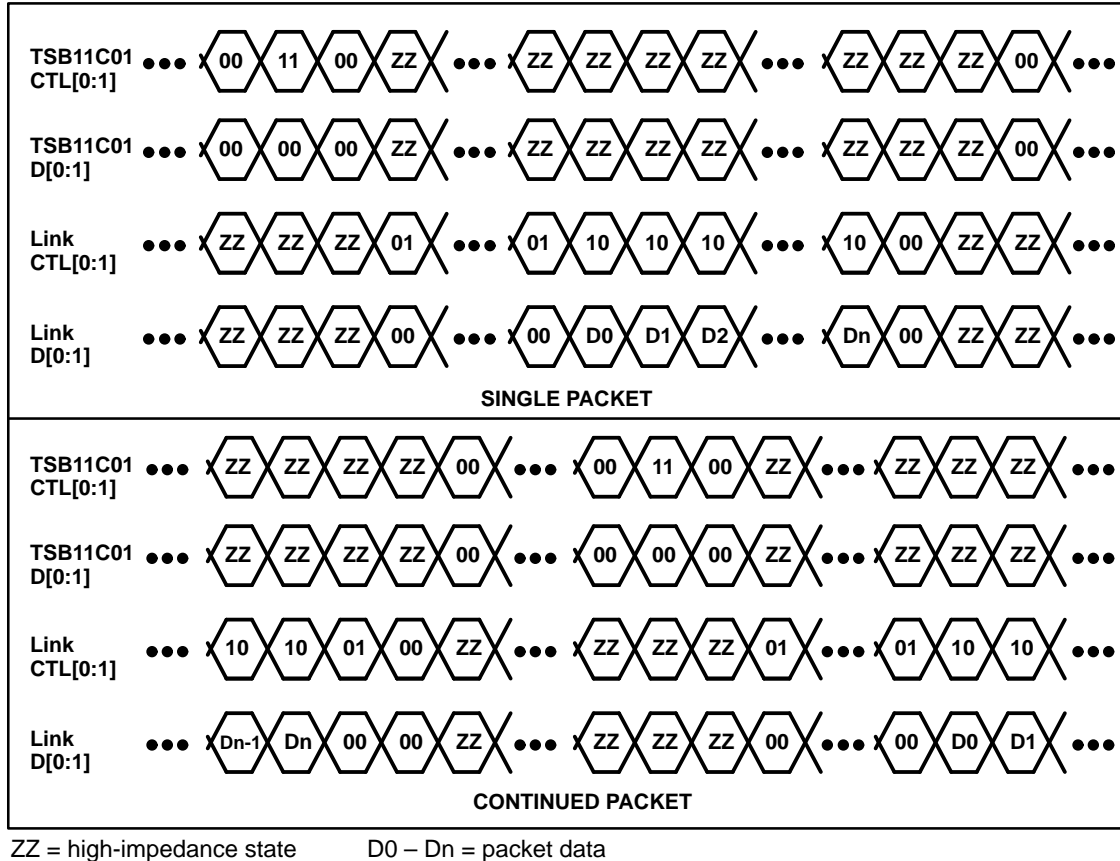 TSB11C01 ••• 00 11 00 ZZ ••• ZZ ZZ ZZ ZZ ••• ZZ ZZ ZZ 00 •••
CTL[0:1]
TSB11C01 ••• 00 00 00 ZZ ••• ZZ ZZ ZZ ZZ ••• ZZ ZZ ZZ 00 •••
D[0:1]
Link ••• ZZ ZZ ZZ 01 ••• 01 10 10 10 ••• 10 00 ZZ ZZ •••
CTL[0:1]
Link ••• ZZ ZZ ZZ 00 ••• 00 D0 D1 D2 ••• Dn 00 ZZ ZZ •••
D[0:1]
SINGLE PACKET
TSB11C01 ••• ZZ ZZ ZZ ZZ 00 ••• 00 11 00 ZZ ••• ZZ ZZ ZZ •••
CTL[0:1]
TSB11C01 ••• ZZ ZZ ZZ ZZ 00 ••• 00 00 00 ZZ ••• ZZ ZZ ZZ •••
D[0:1]
Link ••• 10 10 01 00 ZZ ••• ZZ ZZ ZZ 01 ••• 01 10 10 •••
CTL[0:1]
Link ••• Dn-1 Dn 00 00 ZZ ••• ZZ ZZ ZZ 00 ••• 00 D0 D1 •••
D[0:1]
CONTINUED PACKET
ZZ = high-impedance state D0 – Dn = packet data